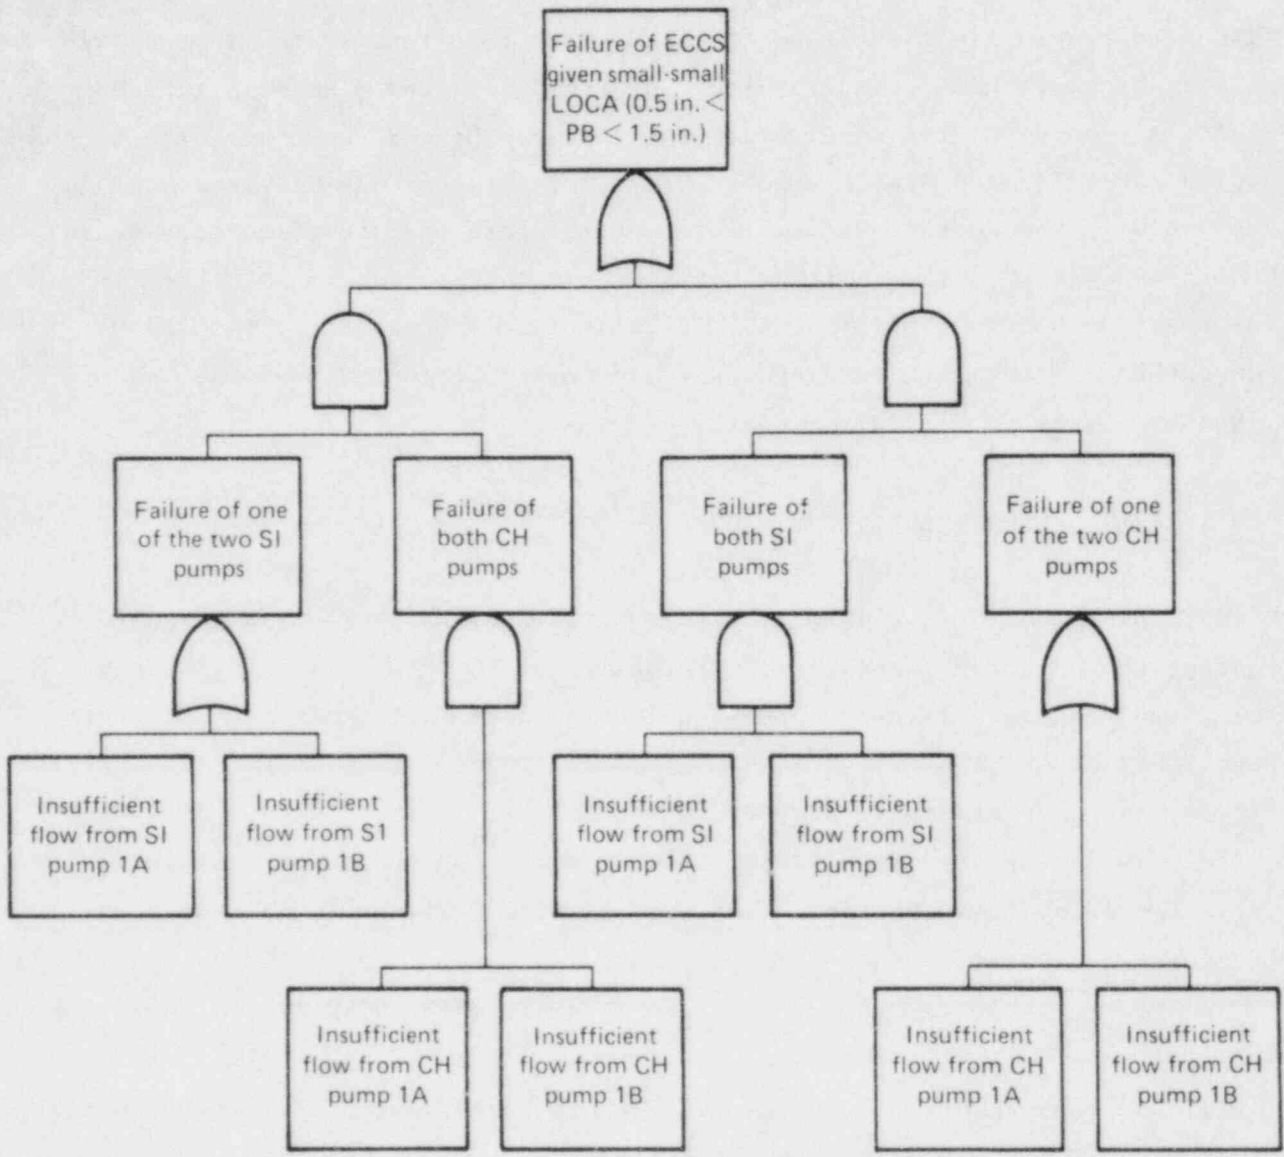 Failure of ECCS
given small-small
LOCA (0.5 in. <
PB < 1.5 in.)
Failure of one
of the two SI
pumps
Failure of
both CH
pumps
Failure of
both SI
pumps
Failure of one
of the two CH
pumps
Insufficient
flow from SI
pump 1A
Insufficient
flow from S1
pump 1B
Insufficient
flow from SI
pump 1A
Insufficient
flow from SI
pump 1B
Insufficient
flow from CH
pump 1A
Insufficient
flow from CH
pump 1B
Insufficient
flow from CH
pump 1A
Insufficient
flow from CH
pump 1B